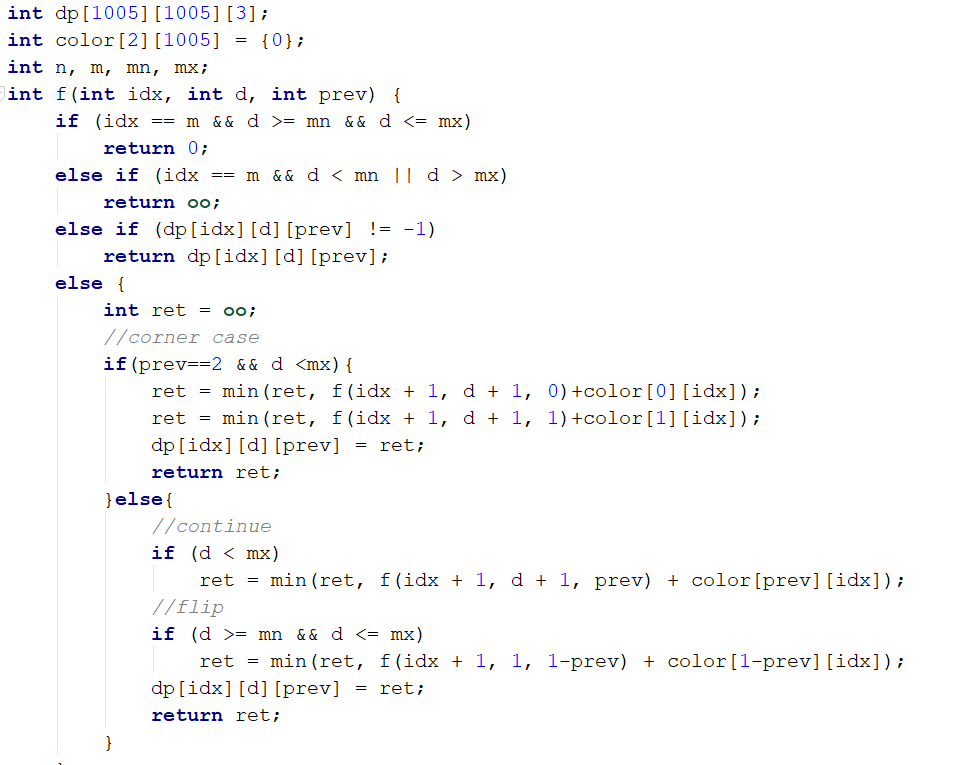 int dp[1005][1005][3];
int color[2][1005] = {0};
int n, m, mn, mx;
int f(int idx, int d, int prev) {
    if (idx == m && d >= mn && d <= mx)
        return 0;
    else if (idx == m && d < mn || d > mx)
        return oo;
    else if (dp[idx][d][prev] != -1)
        return dp[idx][d][prev];
    else {
        int ret = oo;
        //corner case
        if(prev==2 && d <mx){
            ret = min(ret, f(idx + 1, d + 1, 0)+color[0][idx]);
            ret = min(ret, f(idx + 1, d + 1, 1)+color[1][idx]);
            dp[idx][d][prev] = ret;
            return ret;
        }else{
            //continue
            if (d < mx)
                ret = min(ret, f(idx + 1, d + 1, prev) + color[prev][idx]);
            //flip
            if (d >= mn && d <= mx)
                ret = min(ret, f(idx + 1, 1, 1-prev) + color[1-prev][idx]);
            dp[idx][d][prev] = ret;
            return ret;
        }